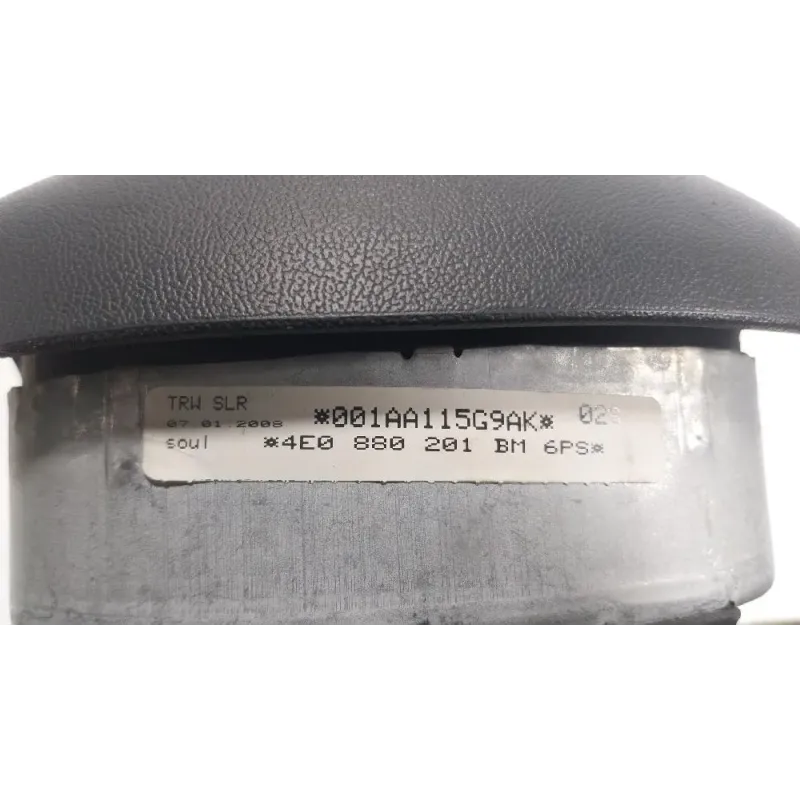 TRW SLR
07.01.2008 *001AA115G9AK*
soul *4E0 880 201 BM 6PS*